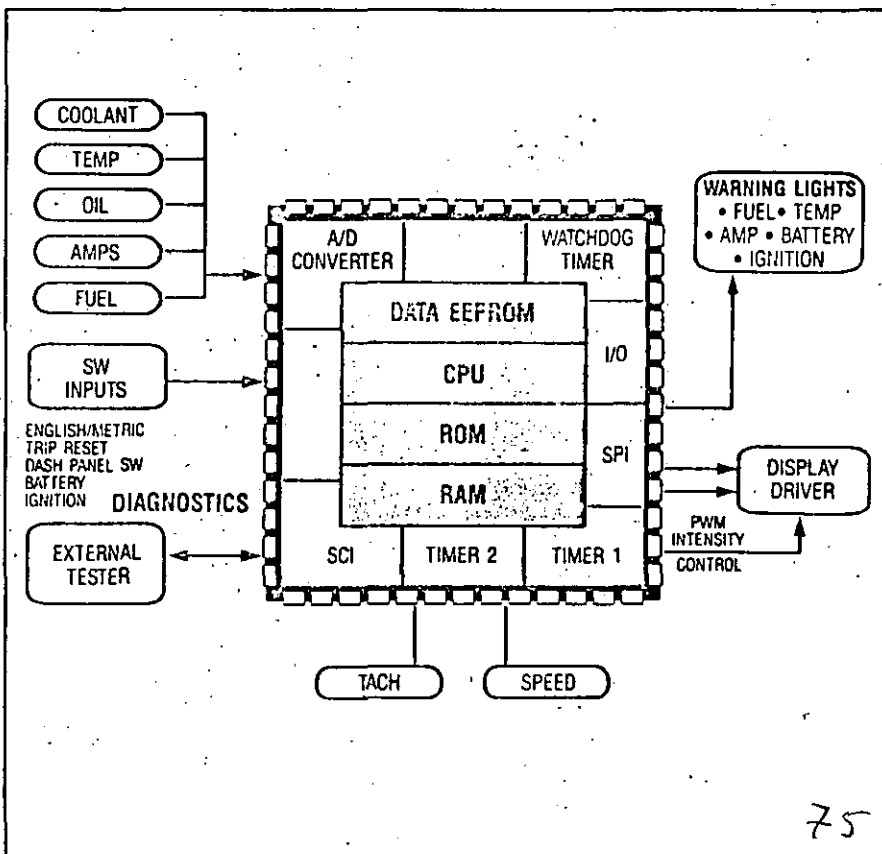 COOLANT
TEMP
OIL
AMPS
FUEL
SW
INPUTS
ENGLISH/METRIC
TRIP RESET
DASH PANEL SW
BATTERY
IGNITION
DIAGNOSTICS
EXTERNAL
TESTER
A/D
CONVERTER
WATCHDOG
TIMER
DATA EEPROM
CPU
ROM
RAM
I/O
SPI
SCI
TIMER 2
TIMER 1
TACH
SPEED
WARNING LIGHTS
• FUEL • TEMP
• AMP • BATTERY
• IGNITION
DISPLAY
DRIVER
PWM
INTENSITY
CONTROL
75